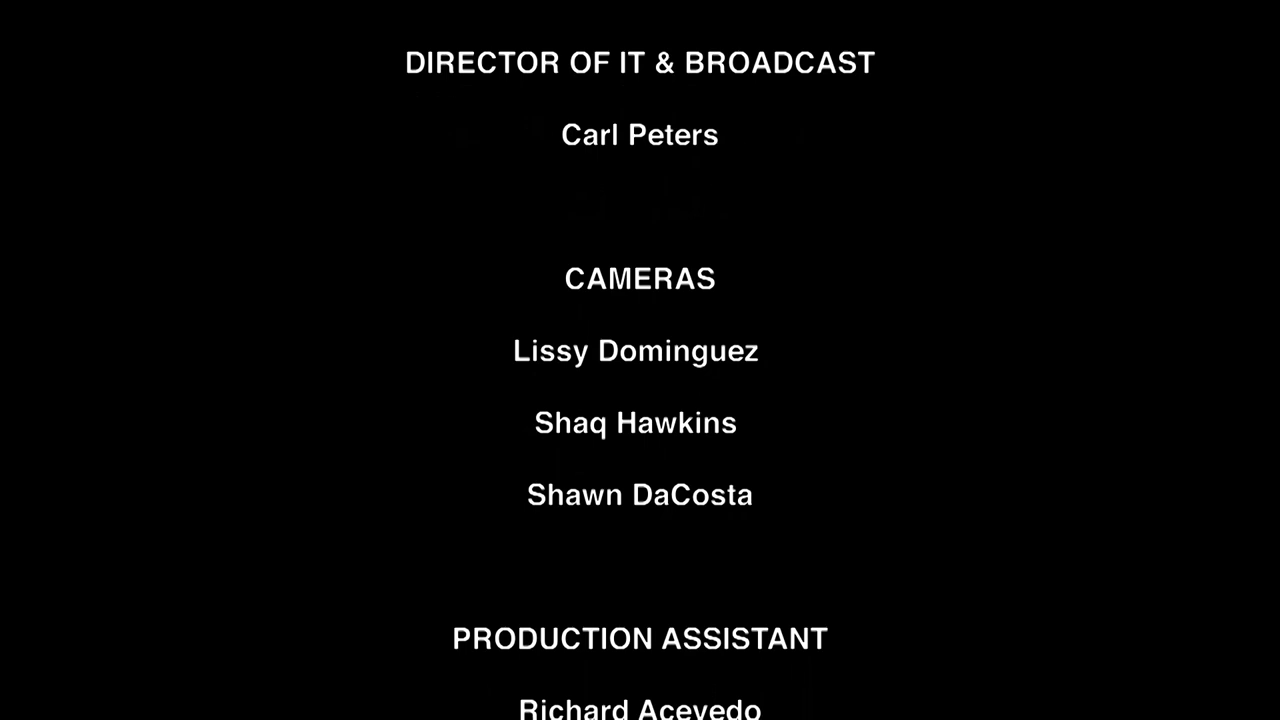 DIRECTOR OF IT & BROADCAST
Carl Peters
CAMERAS
Lissy Dominguez
Shaq Hawkins
Shawn DaCosta
PRODUCTION ASSISTANT
Richard Acevedo